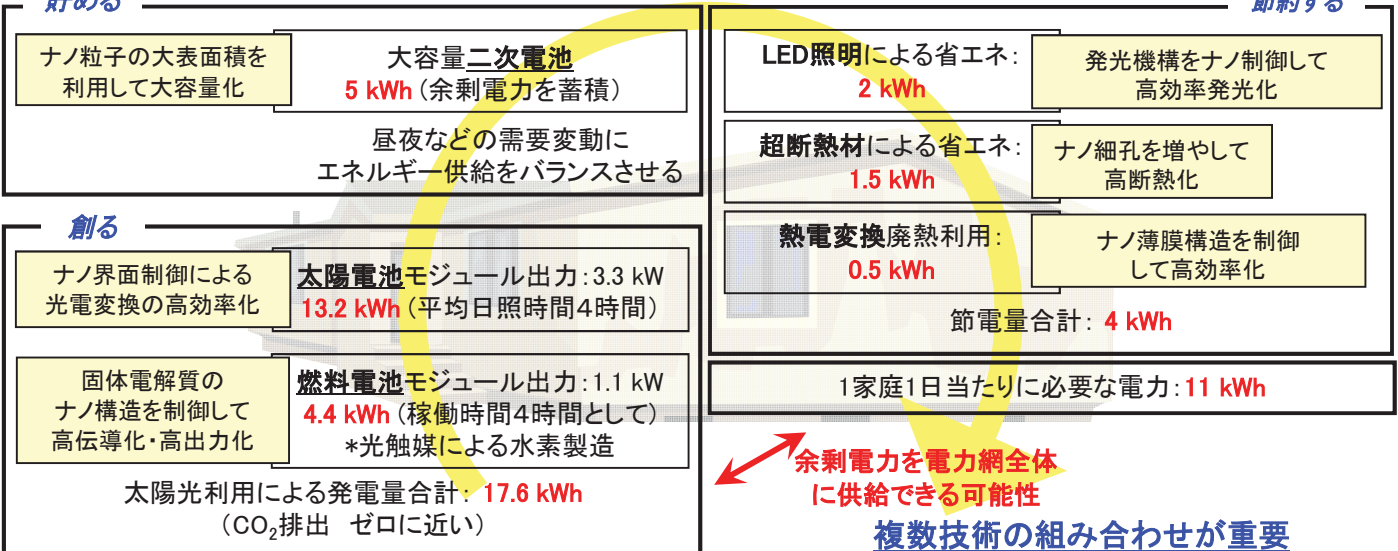 貯める
ナノ粒子の大表面積を
利用して大容量化
大容量二次電池
5 kWh (余剰電力を蓄積)
昼夜などの需要変動に
エネルギー供給をバランスさせる
創る
ナノ界面制御による
光電変換の高効率化
太陽電池モジュール出力:3.3 kW
13.2 kWh (平均日照時間4時間)
固体電解質の
ナノ構造を制御して
高伝導化・高出力化
燃料電池モジュール出力:1.1 kW
4.4 kWh (稼働時間4時間として)
*光触媒による水素製造
太陽光利用による発電量合計: 17.6 kWh
(CO₂排出 ゼロに近い)
節約する
LED照明による省エネ:
2 kWh
発光機構をナノ制御して
高効率発光化
超断熱材による省エネ:
1.5 kWh
ナノ細孔を増やして
高断熱化
熱電変換廃熱利用:
0.5 kWh
ナノ薄膜構造を制御
して高効率化
節電量合計: 4 kWh
1家庭1日当たりに必要な電力:11 kWh
余剰電力を電力網全体
に供給できる可能性
複数技術の組み合わせが重要